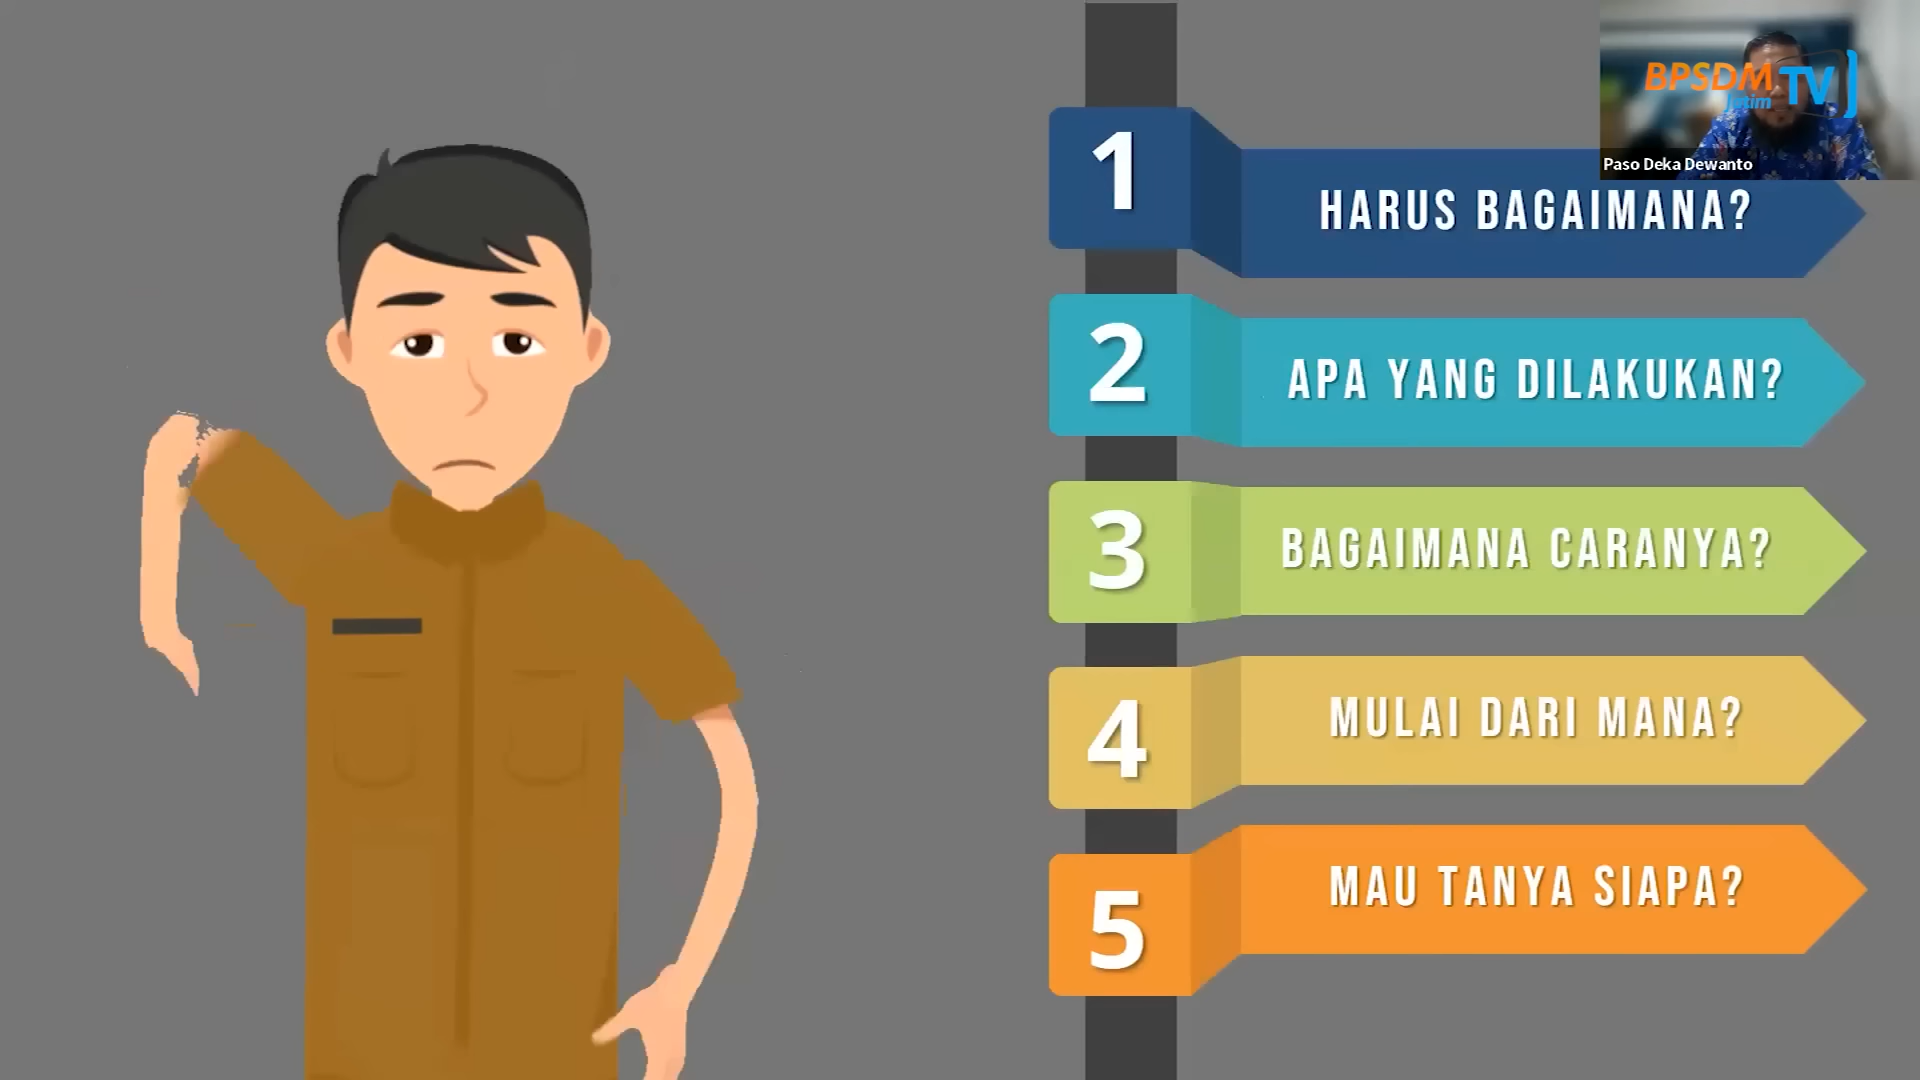 BPSDM TV
Jatim
Paso Deka Dewanto
1
HARUS BAGAIMANA?
2
APA YANG DILAKUKAN?
3
BAGAIMANA CARANYA?
4
MULAI DARI MANA?
5
MAU TANYA SIAPA?